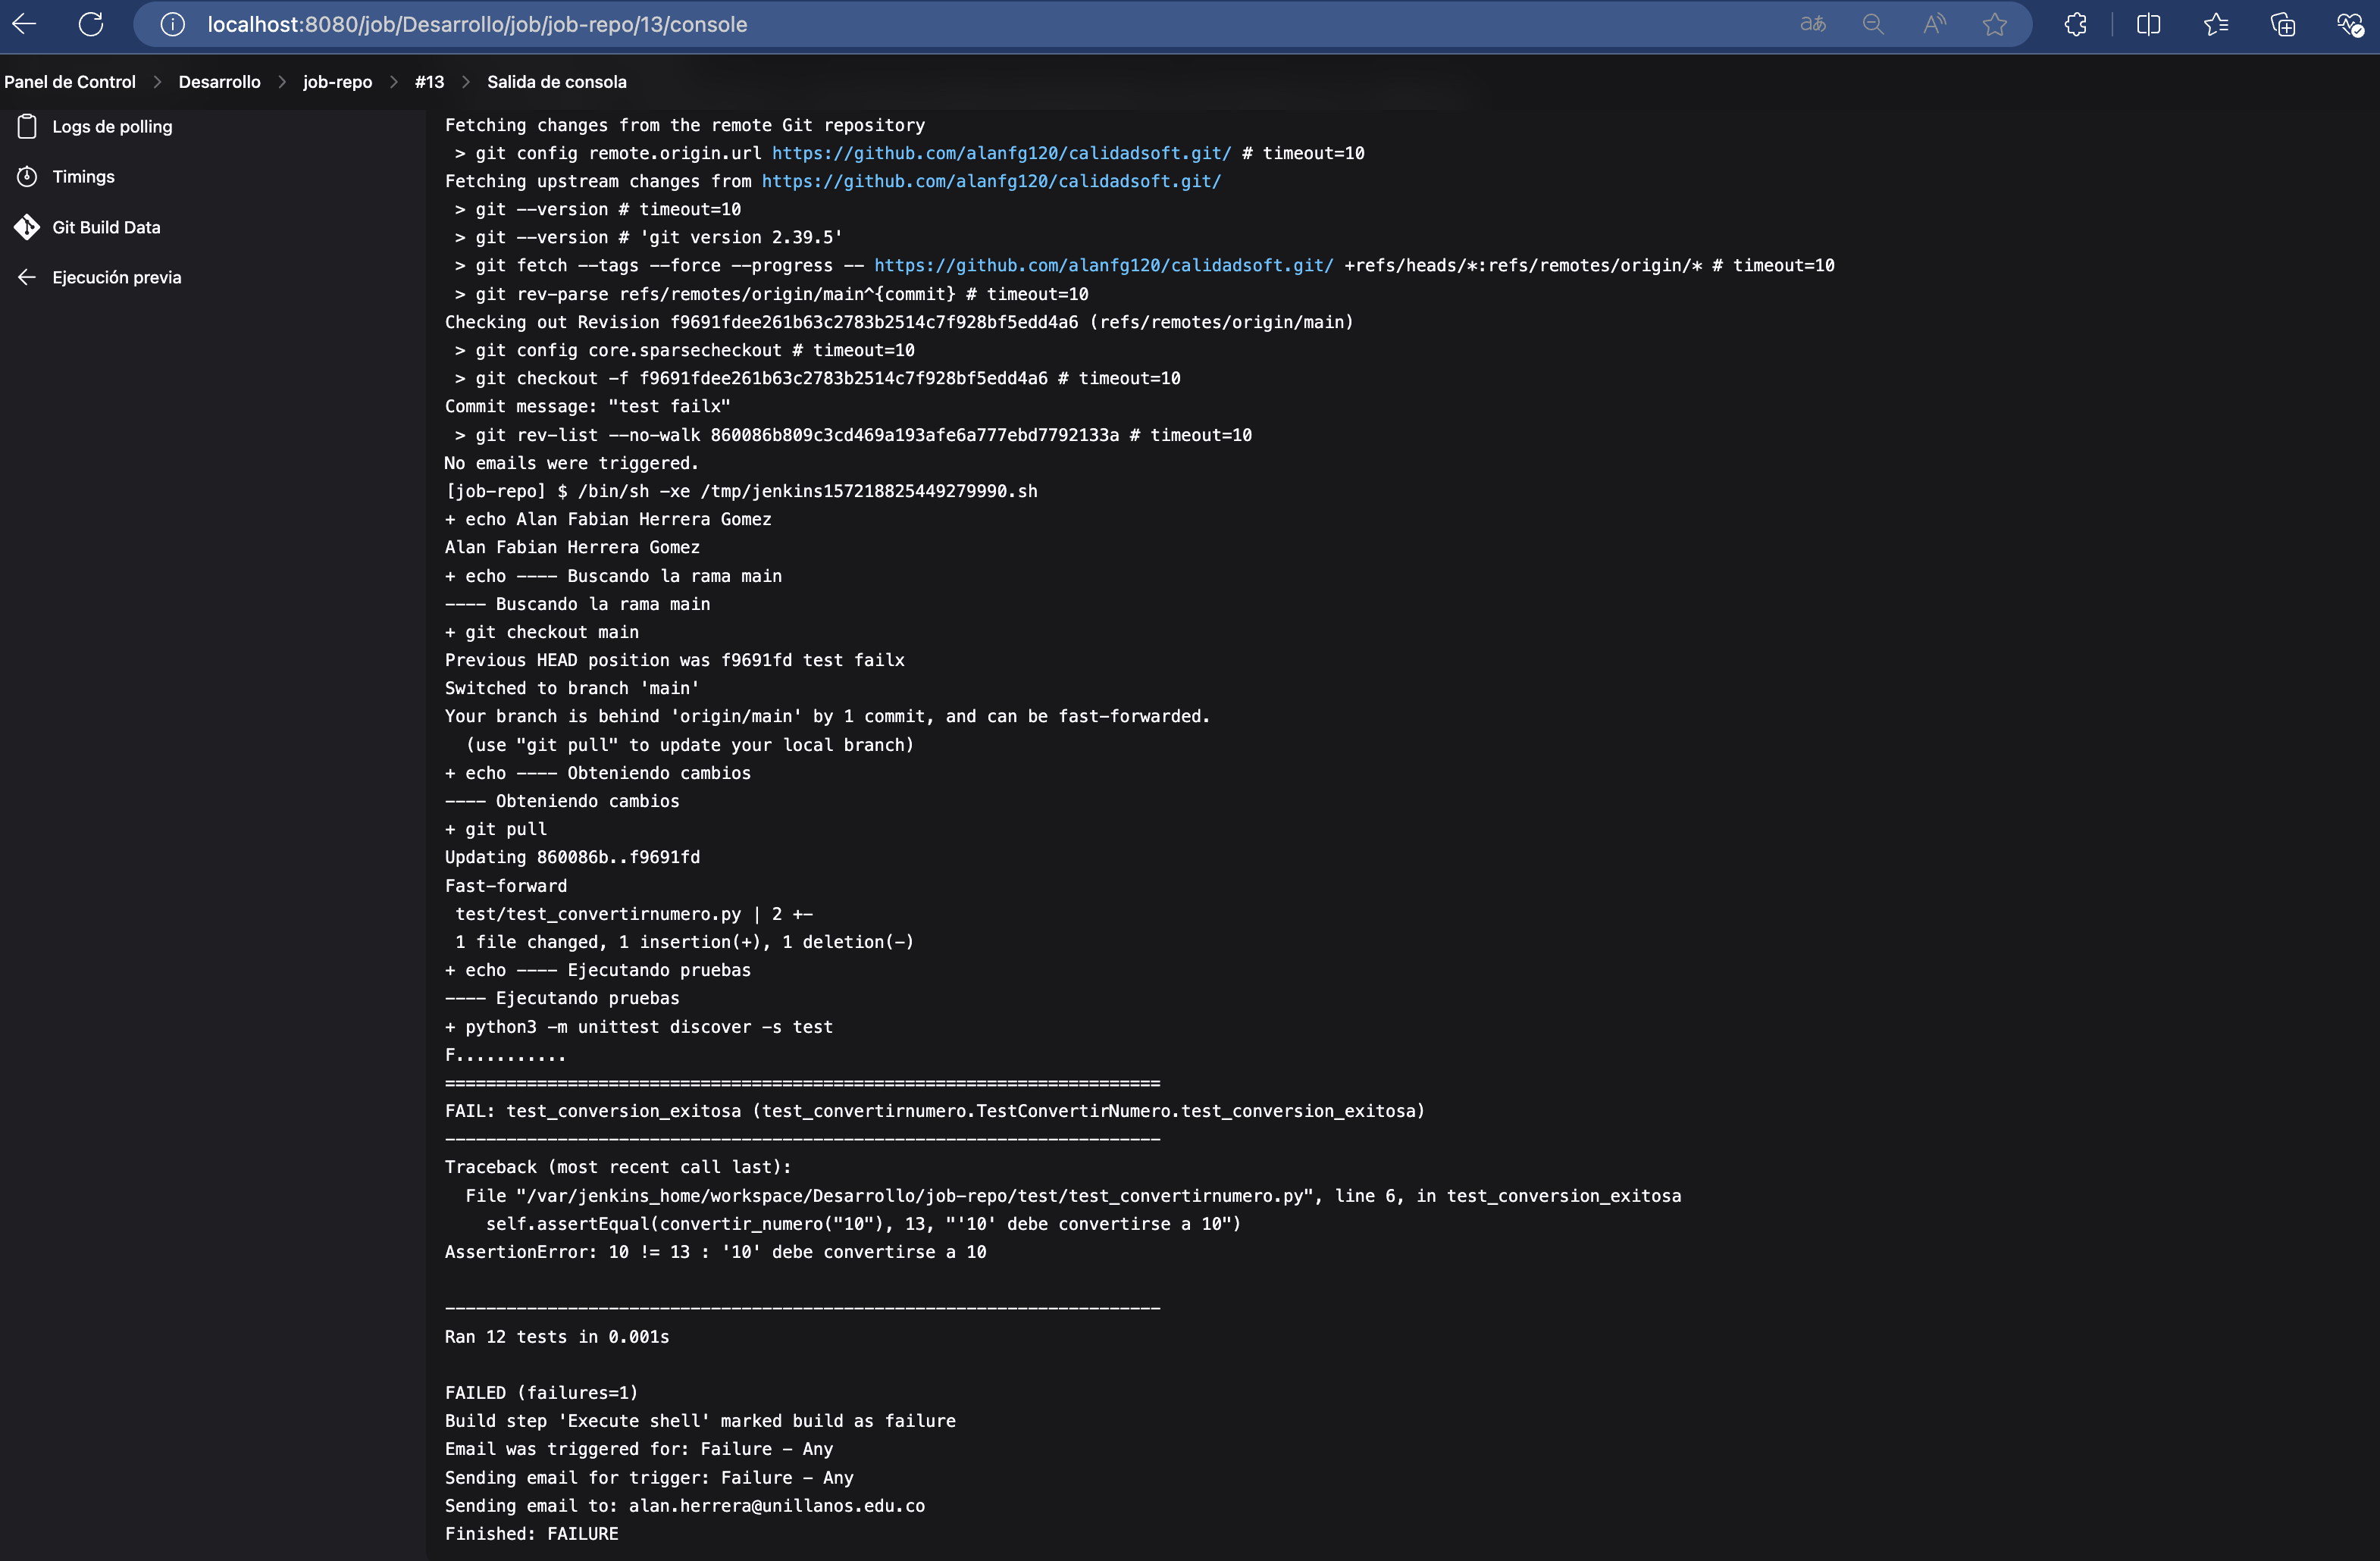 localhost:8080/job/Desarrollo/job/job-repo/13/console
Panel de Control > Desarrollo > job-repo > #13 > Salida de consola
Logs de polling
Timings
Git Build Data
Ejecución previa
Fetching changes from the remote Git repository
 > git config remote.origin.url https://github.com/alanfg120/calidadsoft.git/ # timeout=10
Fetching upstream changes from https://github.com/alanfg120/calidadsoft.git/
 > git --version # timeout=10
 > git --version # 'git version 2.39.5'
 > git fetch --tags --force --progress -- https://github.com/alanfg120/calidadsoft.git/ +refs/heads/*:refs/remotes/origin/* # timeout=10
 > git rev-parse refs/remotes/origin/main^{commit} # timeout=10
Checking out Revision f9691fdee261b63c2783b2514c7f928bf5edd4a6 (refs/remotes/origin/main)
 > git config core.sparsecheckout # timeout=10
 > git checkout -f f9691fdee261b63c2783b2514c7f928bf5edd4a6 # timeout=10
Commit message: "test failx"
 > git rev-list --no-walk 860086b809c3cd469a193afe6a777ebd7792133a # timeout=10
No emails were triggered.
[job-repo] $ /bin/sh -xe /tmp/jenkins157218825449279990.sh
+ echo Alan Fabian Herrera Gomez
Alan Fabian Herrera Gomez
+ echo ---- Buscando la rama main
---- Buscando la rama main
+ git checkout main
Previous HEAD position was f9691fd test failx
Switched to branch 'main'
Your branch is behind 'origin/main' by 1 commit, and can be fast-forwarded.
  (use "git pull" to update your local branch)
+ echo ---- Obteniendo cambios
---- Obteniendo cambios
+ git pull
Updating 860086b..f9691fd
Fast-forward
 test/test_convertirnumero.py | 2 +-
 1 file changed, 1 insertion(+), 1 deletion(-)
+ echo ---- Ejecutando pruebas
---- Ejecutando pruebas
+ python3 -m unittest discover -s test
F...........
======================================================================
FAIL: test_conversion_exitosa (test_convertirnumero.TestConvertirNumero.test_conversion_exitosa)
----------------------------------------------------------------------
Traceback (most recent call last):
  File "/var/jenkins_home/workspace/Desarrollo/job-repo/test/test_convertirnumero.py", line 6, in test_conversion_exitosa
    self.assertEqual(convertir_numero("10"), 13, "'10' debe convertirse a 10")
AssertionError: 10 != 13 : '10' debe convertirse a 10
----------------------------------------------------------------------
Ran 12 tests in 0.001s
FAILED (failures=1)
Build step 'Execute shell' marked build as failure
Email was triggered for: Failure - Any
Sending email for trigger: Failure - Any
Sending email to: alan.herrera@unillanos.edu.co
Finished: FAILURE